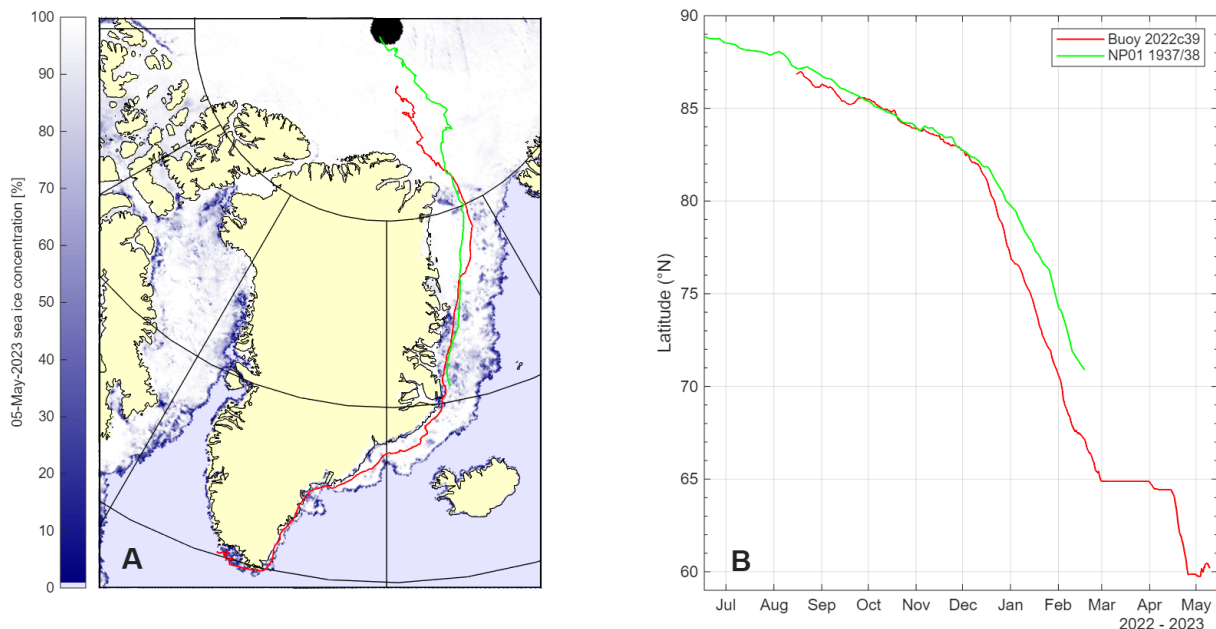 100
90
80
70
60
50
40
30
20
10
0
05-May-2023 sea ice concentration [%]
A
90
85
80
75
70
65
60
Latitude (°N)
Buoy 2022c39
NP01 1937/38
B
Jul Aug Sep Oct Nov Dec Jan Feb Mar Apr May
2022 - 2023